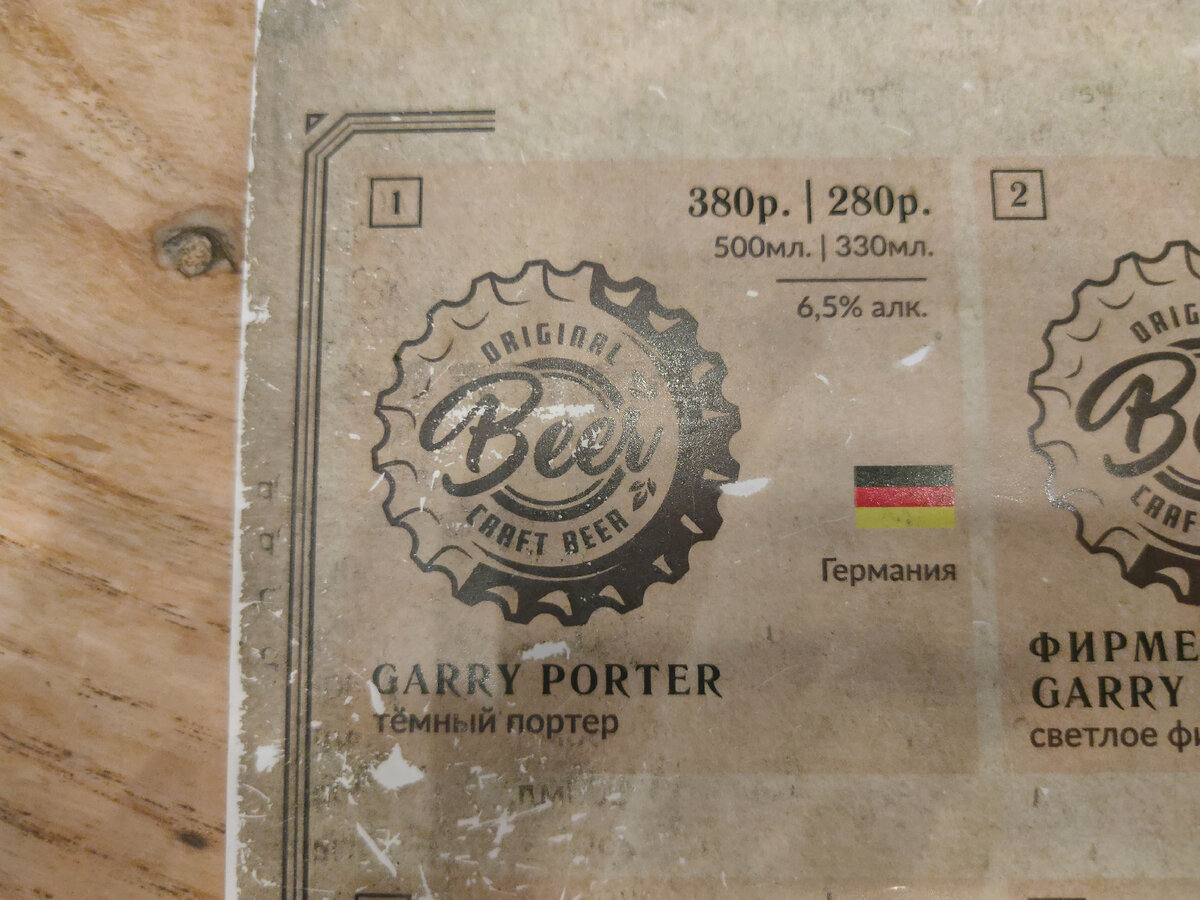 1
380р. | 280р.
500мл. | 330мл.
6,5% алк.
ORIGINAL
Beer
CRAFT BEER
Германия
GARRY PORTER
тёмный портер
2
ФИРМЕ
GARRY
светлое фи